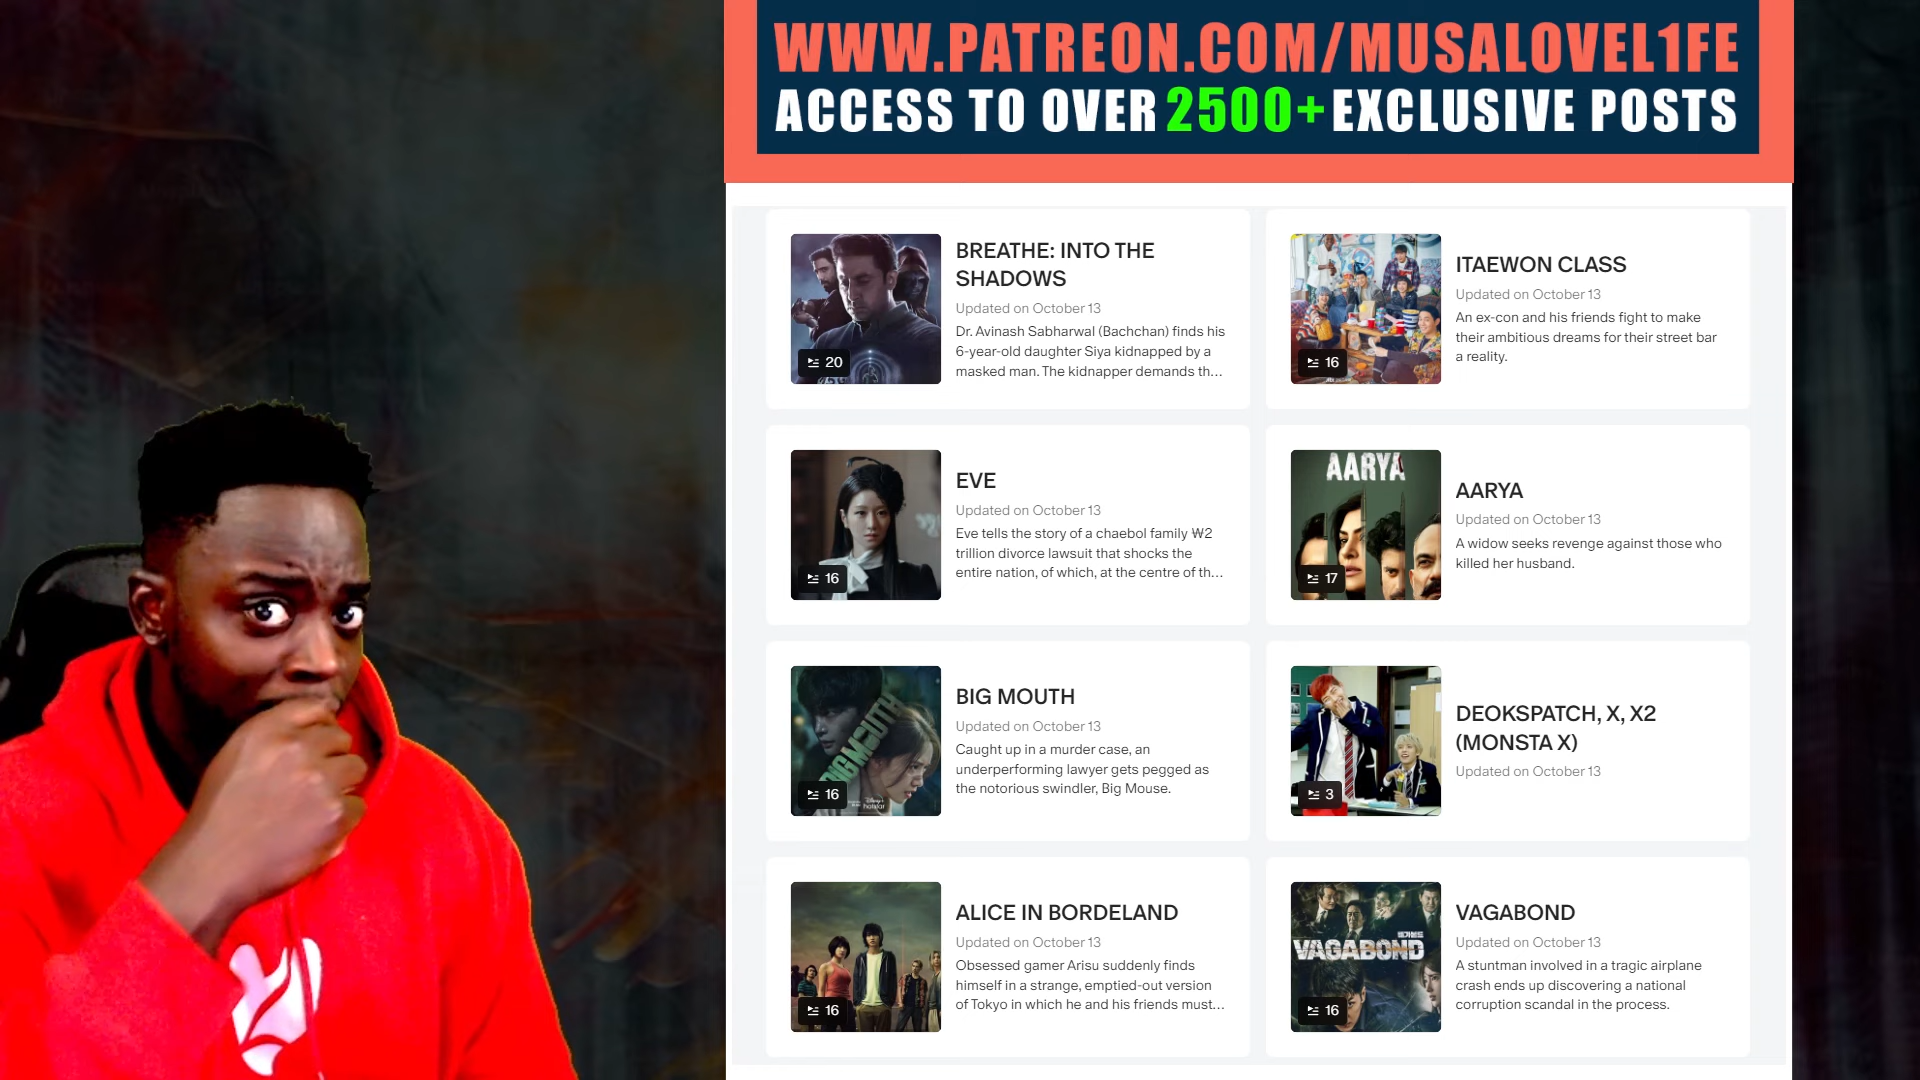 WWW.PATREON.COM/MUSALOVEL1FE
ACCESS TO OVER 2500+ EXCLUSIVE POSTS
BREATHE: INTO THE
SHADOWS
Updated on October 13
Dr. Avinash Sabharwal (Bachchan) finds his
6-year-old daughter Siya kidnapped by a
masked man. The kidnapper demands th...
20
ITAEWON CLASS
Updated on October 13
An ex-con and his friends fight to make
their ambitious dreams for their street bar
a reality.
16
EVE
Updated on October 13
Eve tells the story of a chaebol family ₩2
trillion divorce lawsuit that shocks the
entire nation, of which, at the centre of th...
16
AARYA
AARYA
Updated on October 13
A widow seeks revenge against those who
killed her husband.
17
BIGMOUTH
BIG MOUTH
Updated on October 13
Caught up in a murder case, an
underperforming lawyer gets pegged as
the notorious swindler, Big Mouse.
16
Disney+
hotstar
DEOKSPATCH, X, X2
(MONSTA X)
Updated on October 13
3
ALICE IN BORDELAND
Updated on October 13
Obsessed gamer Arisu suddenly finds
himself in a strange, emptied-out version
of Tokyo in which he and his friends must...
16
배가본드
VAGABOND
VAGABOND
Updated on October 13
A stuntman involved in a tragic airplane
crash ends up discovering a national
corruption scandal in the process.
16